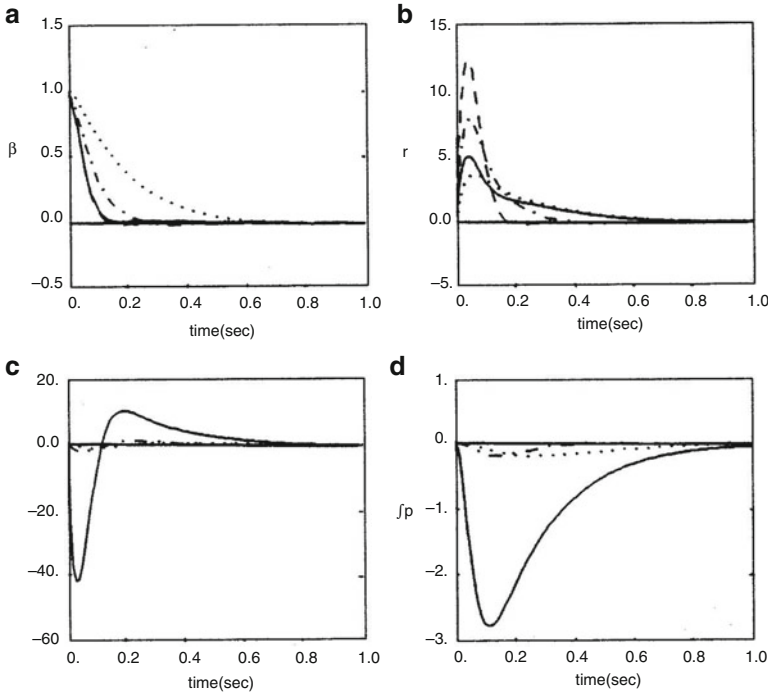 a
1.5
1.0
β
0.5
0.0
–0.5
0. 0.2 0.4 0.6 0.8 1.0
time(sec)
b
15.
10.
r
5.
0.0
–5.
0. 0.2 0.4 0.6 0.8 1.0
time(sec)
c
20.
0.0
–20.
–40.
–60
0. 0.2 0.4 0.6 0.8 1.0
time(sec)
d
1.
0.
–1.
∫p
–2.
–3.
0. 0.2 0.4 0.6 0.8 1.0
time(sec)